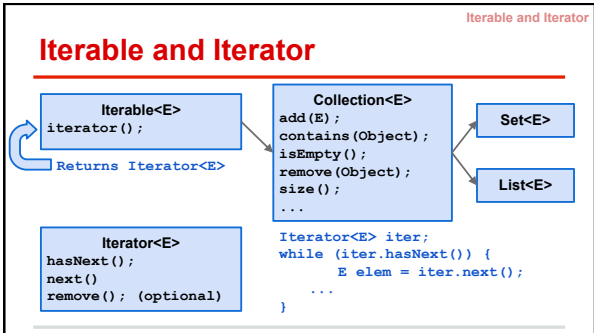 Iterable and Iterator
Iterable and Iterator
Iterable<E>
iterator();
Returns Iterator<E>
Collection<E>
add(E);
contains(Object);
isEmpty();
remove(Object);
size();
...
Set<E>
List<E>
Iterator<E>
hasNext();
next()
remove(); (optional)
Iterator<E> iter;
while (iter.hasNext()) {
E elem = iter.next();
...
}